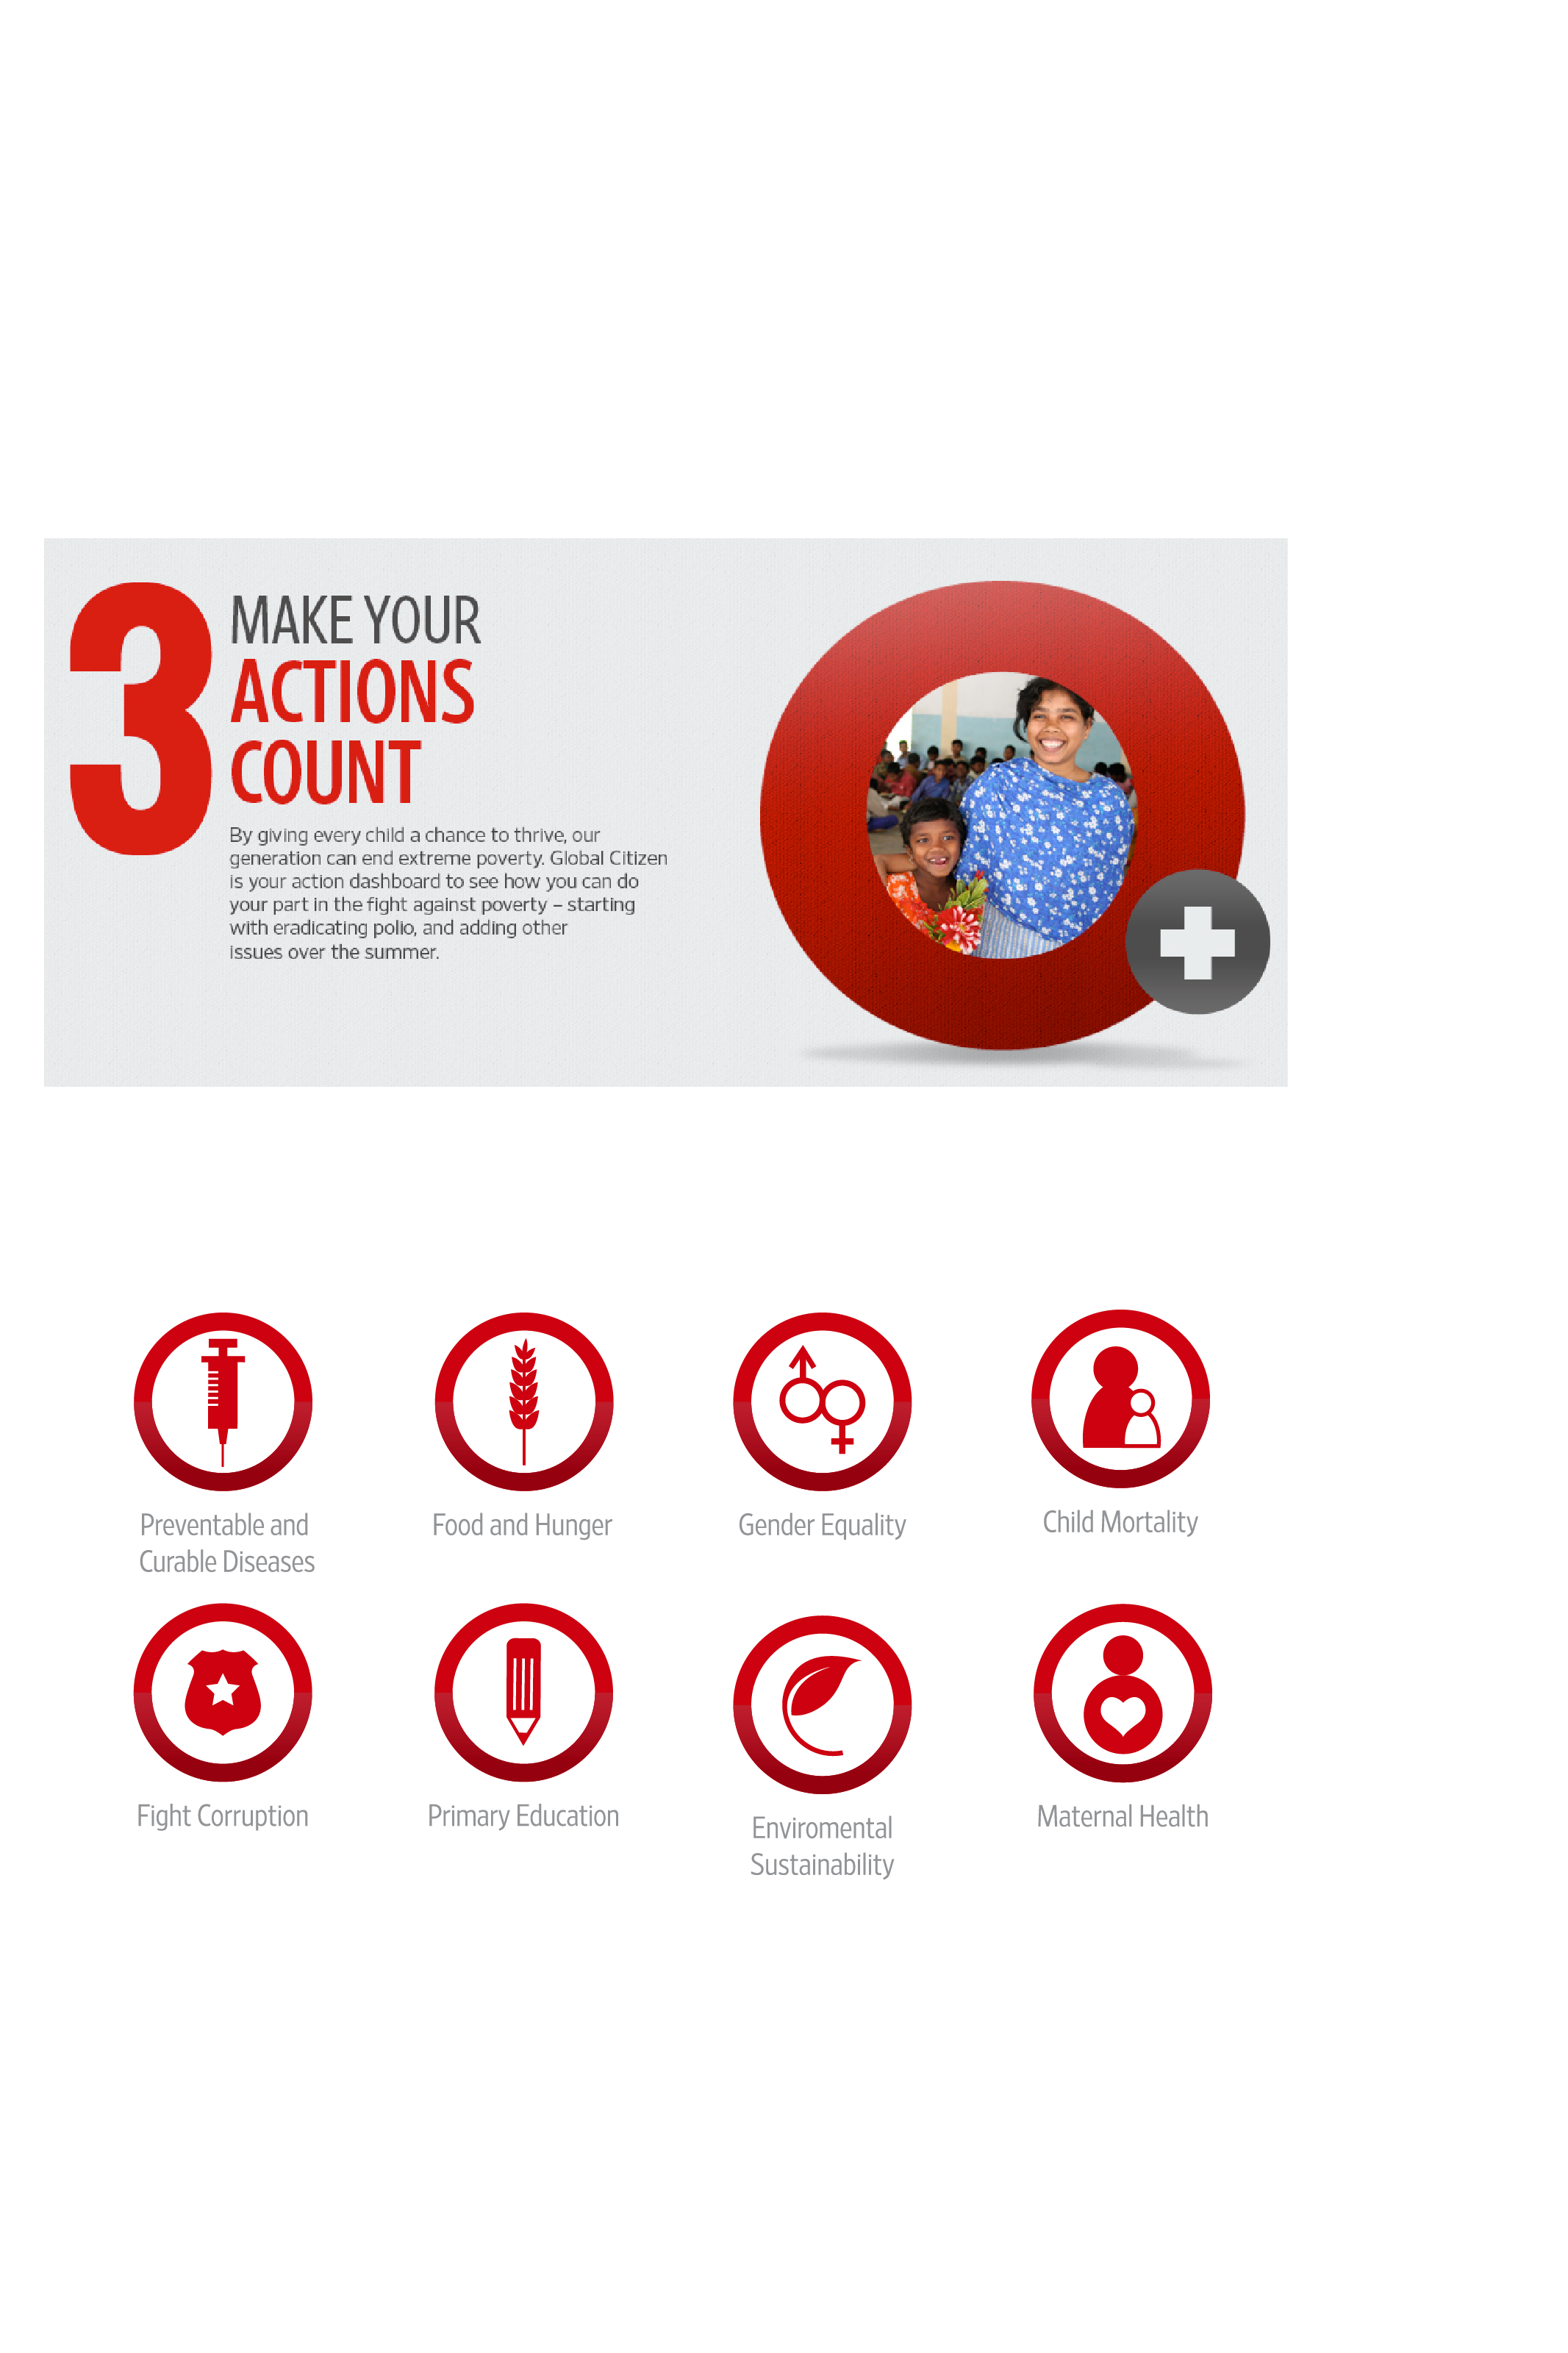 3
MAKE YOUR
ACTIONS
COUNT
By giving every child a chance to thrive, our
generation can end extreme poverty. Global Citizen
is your action dashboard to see how you can do
your part in the fight against poverty – starting
with eradicating polio, and adding other
issues over the summer.
Preventable and
Curable Diseases
Food and Hunger
Gender Equality
Child Mortality
Fight Corruption
Primary Education
Enviromental
Sustainability
Maternal Health